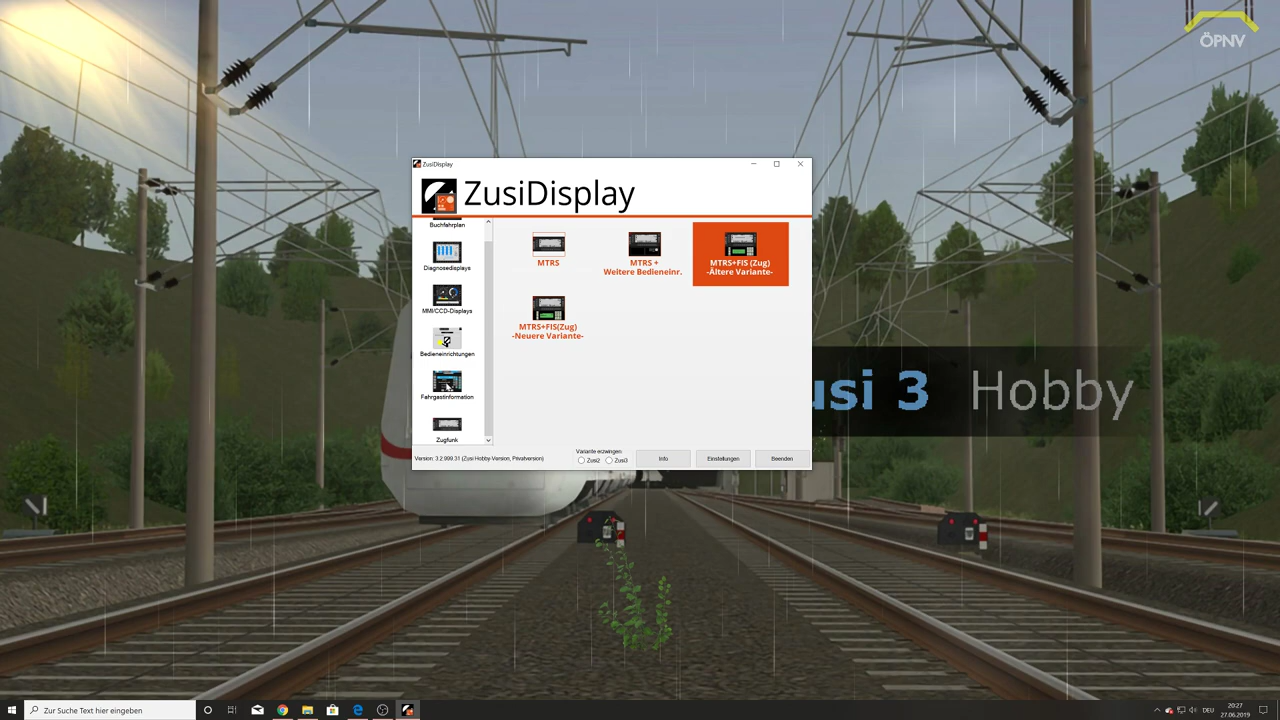 ÖPNV
ZusiDisplay
ZusiDisplay
Buchfahrplan
Diagnosedisplays
MMI/CCD-Displays
Bedieneinrichtungen
Fahrgastinformation
Zugfunk
MTRS
MTRS +
Weitere Bedieneinr.
MTRS+FIS (Zug)
-Ältere Variante-
MTRS+FIS(Zug)
-Neuere Variante-
usi 3 Hobby
Version: 3.2.999.31 (Zusi Hobby-Version, Privatversion)
Variante erzwingen
Zusi2 Zusi3
Info
Einstellungen
Beenden
Zur Suche Text hier eingeben
DEU
20:27
27.06.2019